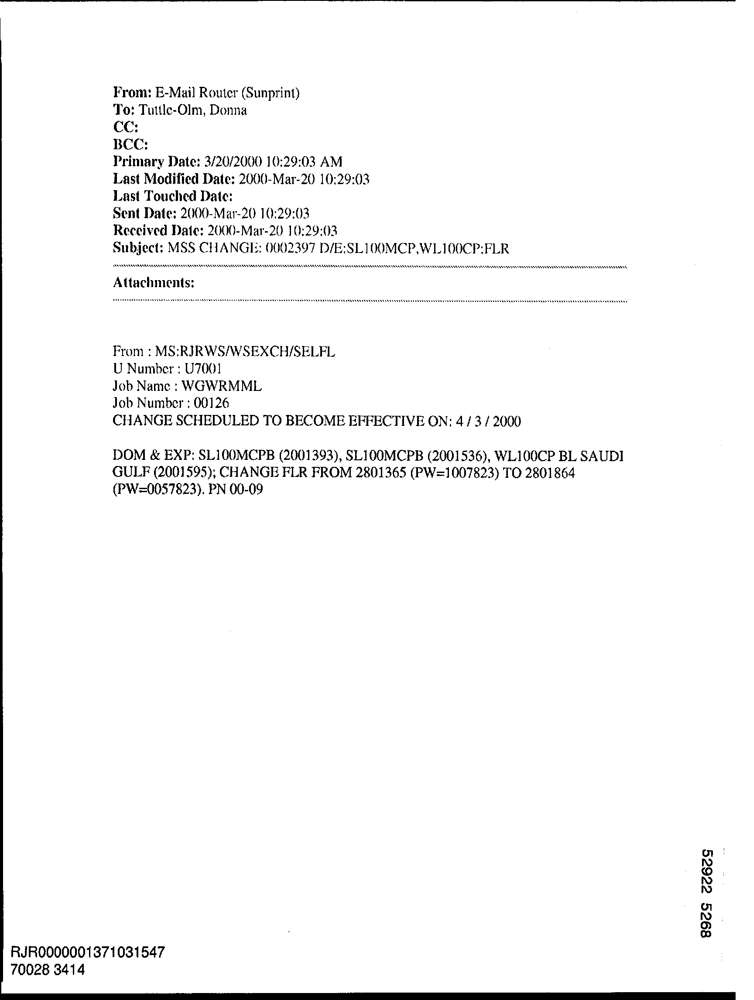 From: E-Mail Router (Sunprint)
To: Tuttle-Olm, Donna
CC:
BCC:
Primary Date: 3/20/2000 10:29:03 AM
Last Modified Date: 2000-Mar-20 10:29:03
Last Touched Date:
Sent Date: 2000-Mar-20 10:29:03
Received Date: 2000-Mar-20 10:29:03
Subject: MSS CHANGE: 0002397 D/E:SL100MCP,WL100CP:FLR
Attachments:
From : MS:RJRWS/WSEXCH/SELFL
U Number : U7001
Job Name : WGWRMML
Job Number : 00126
CHANGE SCHEDULED TO BECOME EFFECTIVE ON: 4 / 3 / 2000
DOM & EXP: SL100MCPB (2001393), SL100MCPB (2001536), WL100CP BL SAUDI
GULF (2001595); CHANGE FLR FROM 2801365 (PW=1007823) TO 2801864
(PW=0057823). PN 00-09
52922 5268
RJR0000001371031547
70028 3414